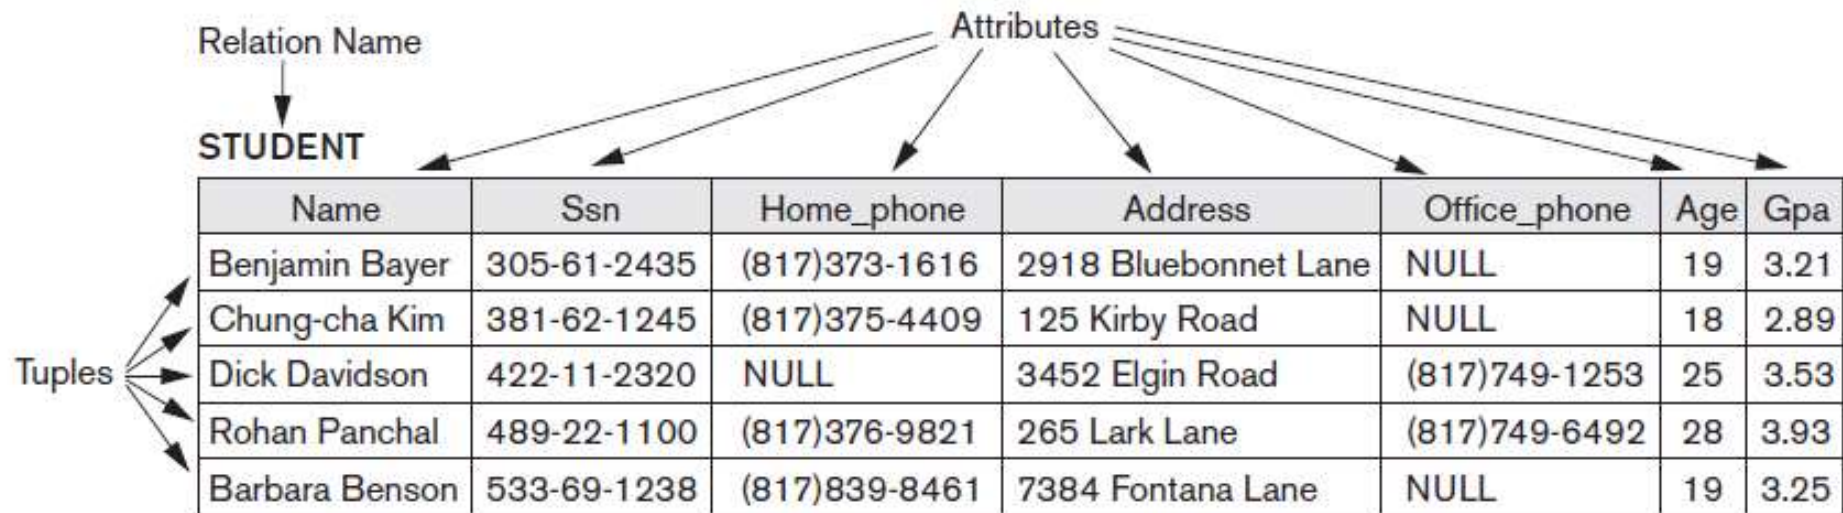 Attributes
Relation Name
STUDENT
Name Ssn Home_phone Address Office_phone Age Gpa
Benjamin Bayer 305-61-2435 (817)373-1616 2918 Bluebonnet Lane NULL 19 3.21
Chung-cha Kim 381-62-1245 (817)375-4409 125 Kirby Road NULL 18 2.89
Tuples Dick Davidson 422-11-2320 NULL 3452 Elgin Road (817)749-1253 25 3.53
Rohan Panchal 489-22-1100 (817)376-9821 265 Lark Lane (817)749-6492 28 3.93
Barbara Benson 533-69-1238 (817)839-8461 7384 Fontana Lane NULL 19 3.25